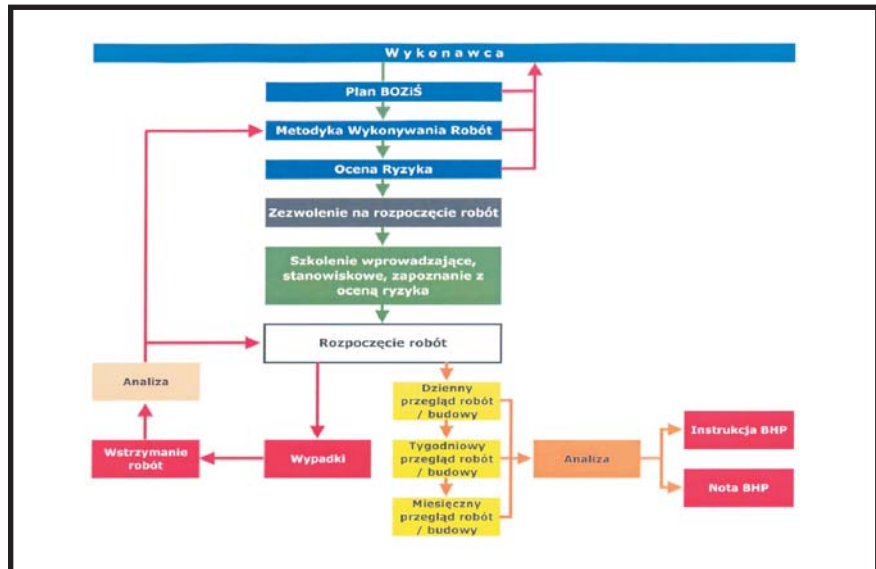 Wykonawca
Plan BOZiŚ
Metodyka Wykonywania Robót
Ocena Ryzyka
Zezwolenie na rozpoczęcie robót
Szkolenie wprowadzające,
stanowiskowe, zapoznanie z
oceną ryzyka
Rozpoczęcie robót
Analiza
Dzienny
przegląd robót
/ budowy
Wstrzymanie
robót
Wypadki
Tygodniowy
przegląd robót
/ budowy
Analiza
Instrukcja BHP
Nota BHP
Miesięczny
przegląd robót
/ budowy